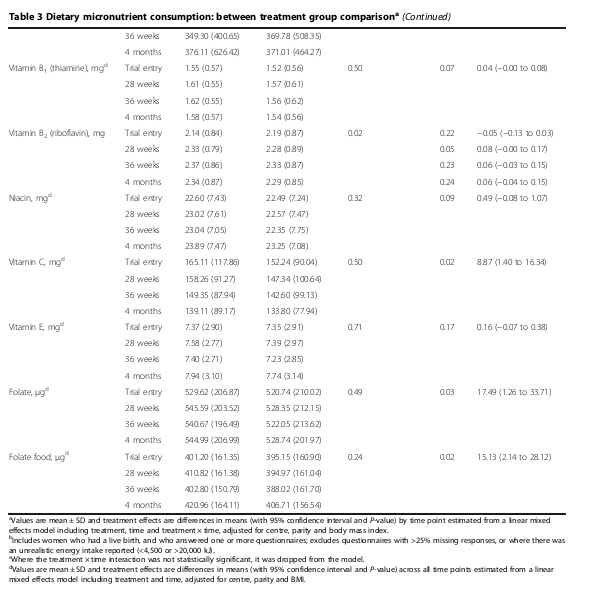 Table 3 Dietary micronutrient consumption: between treatment group comparisonᵃ (Continued)
36 weeks 349.30 (400.65) 369.78 (508.35)
4 months 376.11 (626.42) 371.01 (464.27)
Vitamin B₁ (thiamine), mgᵈ Trial entry 1.55 (0.57) 1.52 (0.56) 0.50 0.07 0.04 (−0.00 to 0.08)
28 weeks 1.61 (0.55) 1.57 (0.61)
36 weeks 1.62 (0.55) 1.56 (0.62)
4 months 1.58 (0.57) 1.54 (0.56)
Vitamin B₂ (riboflavin), mg Trial entry 2.14 (0.84) 2.19 (0.87) 0.02 0.22 −0.05 (−0.13 to 0.03)
28 weeks 2.33 (0.79) 2.28 (0.89) 0.05 0.08 (−0.00 to 0.17)
36 weeks 2.37 (0.86) 2.33 (0.87) 0.23 0.06 (−0.03 to 0.15)
4 months 2.34 (0.87) 2.29 (0.85) 0.24 0.06 (−0.04 to 0.15)
Niacin, mgᵈ Trial entry 22.60 (7.43) 22.49 (7.24) 0.32 0.09 0.49 (−0.08 to 1.07)
28 weeks 23.02 (7.61) 22.57 (7.47)
36 weeks 23.04 (7.05) 22.35 (7.75)
4 months 23.89 (7.47) 23.25 (7.08)
Vitamin C, mgᵈ Trial entry 165.11 (117.86) 152.24 (90.04) 0.50 0.02 8.87 (1.40 to 16.34)
28 weeks 158.26 (91.27) 147.34 (100.64)
36 weeks 149.35 (87.94) 142.60 (99.13)
4 months 139.11 (89.17) 133.80 (77.94)
Vitamin E, mgᵈ Trial entry 7.37 (2.90) 7.35 (2.91) 0.71 0.17 0.16 (−0.07 to 0.38)
28 weeks 7.58 (2.77) 7.39 (2.97)
36 weeks 7.40 (2.71) 7.23 (2.85)
4 months 7.94 (3.10) 7.74 (3.14)
Folate, µgᵈ Trial entry 529.62 (206.87) 520.74 (210.02) 0.49 0.03 17.49 (1.26 to 33.71)
28 weeks 545.59 (203.52) 528.35 (212.15)
36 weeks 540.67 (196.49) 522.05 (213.62)
4 months 544.99 (206.99) 528.74 (201.97)
Folate food, µgᵈ Trial entry 401.20 (161.35) 395.15 (160.90) 0.24 0.02 15.13 (2.14 to 28.12)
28 weeks 410.82 (161.38) 394.97 (161.04)
36 weeks 402.80 (150.79) 388.02 (161.70)
4 months 420.96 (164.11) 406.71 (156.54)
ᵃValues are mean ± SD and treatment effects are differences in means (with 95% confidence interval and P-value) by time point estimated from a linear mixed
effects model including treatment, time and treatment × time, adjusted for centre, parity and body mass index.
ᵇIncludes women who had a live birth, and who answered one or more questionnaires; excludes questionnaires with >25% missing responses, or where there was
an unrealistic energy intake reported (<4,500 or >20,000 kJ).
ᶜWhere the treatment × time interaction was not statistically significant, it was dropped from the model.
ᵈValues are mean ± SD and treatment effects are differences in means (with 95% confidence interval and P-value) across all time points estimated from a linear
mixed effects model including treatment and time, adjusted for centre, parity and BMI.